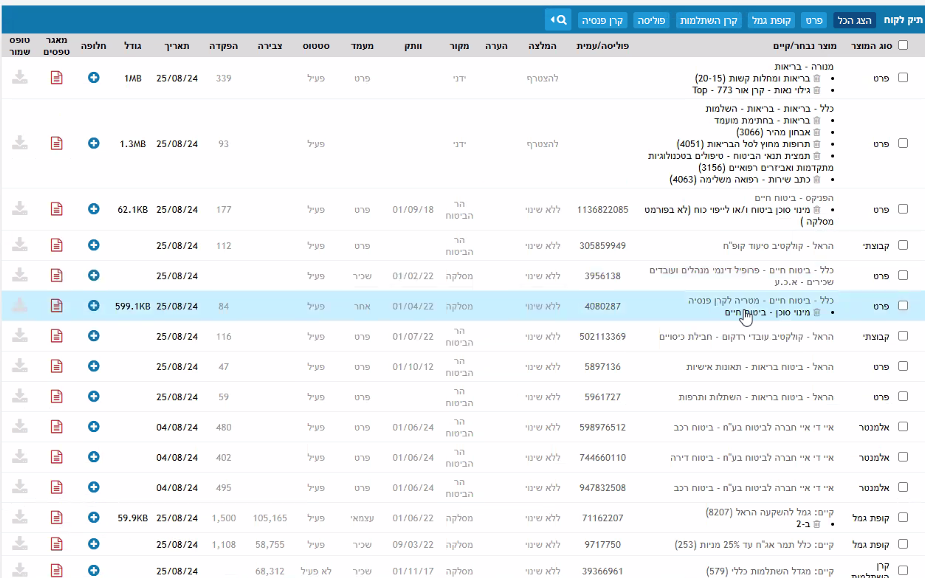 תיק לקוח הצג הכל פרט קופת גמל קרן השתלמות פוליסה קרן פנסיה
סוג המוצר מוצר נבחר/קיים פוליסה/עמית המלצה הערה מקור וותק מעמד סטטוס צבירה הפקדה תאריך גודל חלופה מאגר טפסים טופס שמור
פרט מנורה - בריאות להצטרף ידני פרט פעיל 339 25/08/24 1MB
בריאות ומחלות קשות (20-15)
גילוי נאות - קרן אור 773 - Top
פרט כלל - בריאות - בריאות - השלמות להצטרף ידני פעיל 93 25/08/24 1.3MB
בריאות - בחתימת מועמד
אבחון מהיר (3066)
תרופות מחוץ לסל הבריאות (4051)
תמצית תנאי הביטוח - טיפולים בטכנולוגיות
מתקדמות ואביזרים רפואיים (3156)
כתב שירות - רפואה משלימה (4063)
פרט הפניקס - ביטוח חיים 1136822085 ללא שינוי הר הביטוח 01/09/18 פרט פעיל 177 25/08/24 62.1KB
מינוי סוכן ביטוח ו/או לייפוי כוח (לא בפורמט
מסלקה )
קבוצתי הראל - קולקטיב סיעוד קופ"ח 305859949 ללא שינוי הר הביטוח פרט פעיל 112 25/08/24
פרט כלל - ביטוח חיים - פרופיל דינמי מנהלים ועובדים 3956138 ללא שינוי מסלקה 01/02/22 שכיר פעיל 25/08/24
שכירים - א.כ.ע
פרט כלל - ביטוח חיים - מטריה לקרן פנסיה 4080287 ללא שינוי מסלקה 01/04/22 אחר פעיל 84 25/08/24 599.1KB
מינוי סוכן - ביטוח חיים
קבוצתי הראל - קולקטיב עובדי רדקום - חבילת כיסויים 502113369 ללא שינוי הר הביטוח 01/07/22 פרט פעיל 116 25/08/24
פרט הראל - ביטוח בריאות - תאונות אישיות 5897136 ללא שינוי הר הביטוח 01/10/12 פרט פעיל 47 25/08/24
פרט הראל - ביטוח בריאות - השתלות ותרפות 5961727 ללא שינוי הר הביטוח פרט פעיל 59 25/08/24
אלמנטר איי די איי חברה לביטוח בע"ח - ביטוח רכב 598976512 ללא שינוי הר הביטוח 01/06/24 פרט פעיל 480 04/08/24
אלמנטר איי די איי חברה לביטוח בע"ח - ביטוח דירה 744660110 ללא שינוי הר הביטוח 01/06/24 פרט פעיל 402 04/08/24
אלמנטר איי די איי חברה לביטוח בע"ח - ביטוח רכב 947832508 ללא שינוי הר הביטוח 01/06/24 פרט פעיל 495 04/08/24
קופת גמל קיים: גמל להשקעה הראל (8207) 71162207 ללא שינוי מסלקה 01/06/22 עצמאי פעיל 105,165 1,500 25/08/24 59.9KB
ב-2
קופת גמל קיים: כלל תמר אג"ח עד 25% מניות (253) 9717750 ללא שינוי מסלקה 09/03/22 שכיר פעיל 58,755 1,108 25/08/24
קרן השתלמות קיים: מגדל השתלמות כללי (579) 39366961 ללא שינוי מסלקה 01/11/17 שכיר לא פעיל 68,312 25/08/24